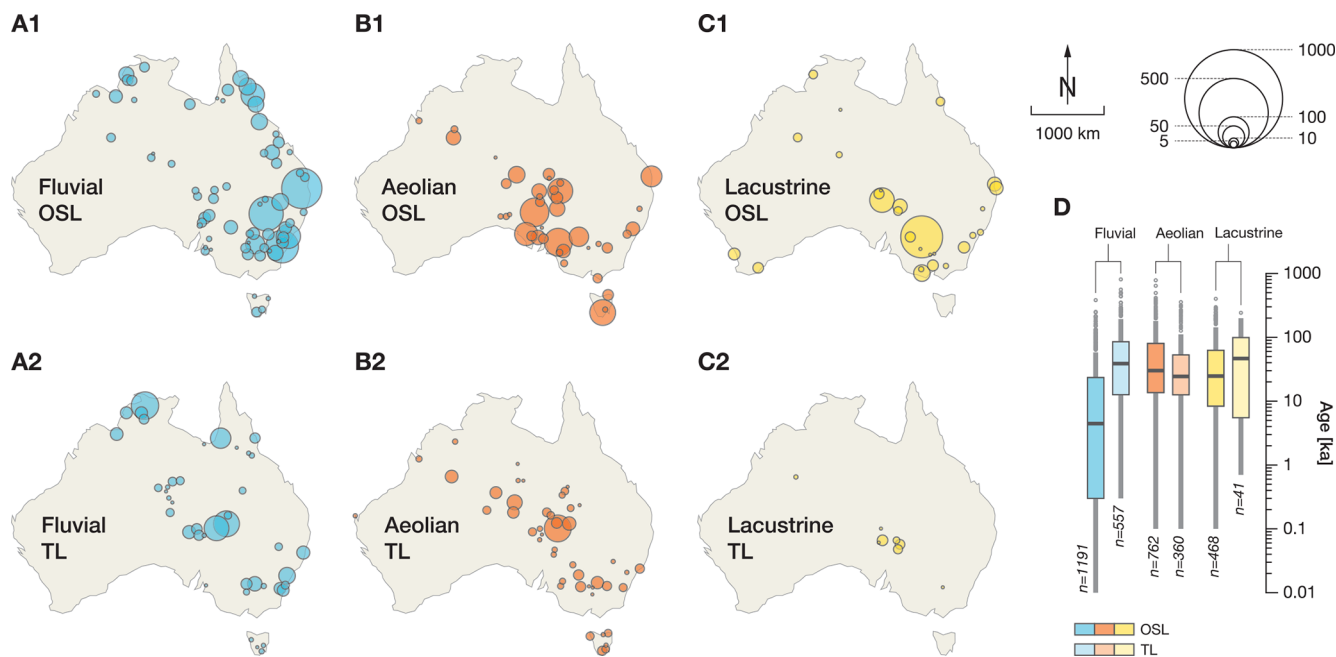 A1
B1
C1
Fluvial
OSL
Aeolian
OSL
Lacustrine
OSL
N
1000 km
1000
500
100
50
10
5
A2
B2
C2
Fluvial
TL
Aeolian
TL
Lacustrine
TL
D
Fluvial
Aeolian
Lacustrine
1000
100
10
1
0.1
0.01
Age [ka]
n=1191
n=557
n=762
n=360
n=468
n=41
OSL
TL